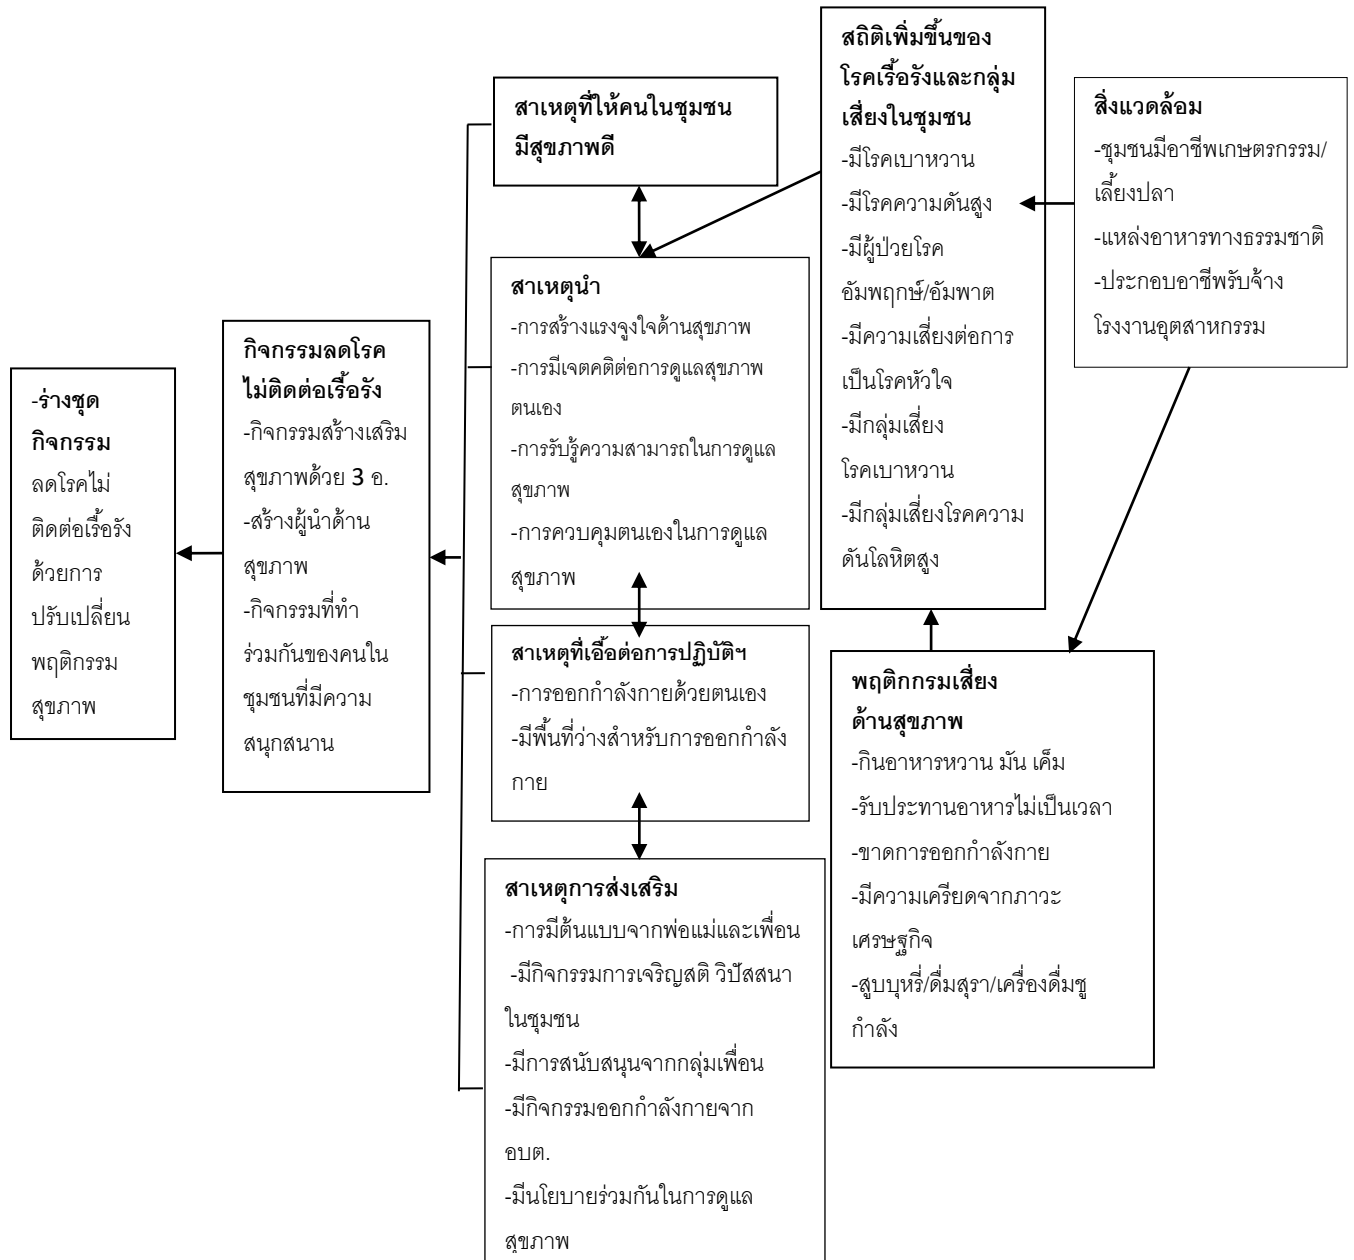 -ร่างชุด
กิจกรรม
ลดโรคไม่
ติดต่อเรื้อรัง
ด้วยการ
ปรับเปลี่ยน
พฤติกรรม
สุขภาพ
กิจกรรมลดโรค
ไม่ติดต่อเรื้อรัง
-กิจกรรมสร้างเสริม
สุขภาพด้วย 3 อ.
-สร้างผู้นำด้าน
สุขภาพ
-กิจกรรมที่ทำ
ร่วมกันของคนใน
ชุมชนที่มีความ
สนุกสนาน
สาเหตุที่ให้คนในชุมชน
มีสุขภาพดี
สาเหตุนำ
-การสร้างแรงจูงใจด้านสุขภาพ
-การมีเจตคติต่อการดูแลสุขภาพ
ตนเอง
-การรับรู้ความสามารถในการดูแล
สุขภาพ
-การควบคุมตนเองในการดูแล
สุขภาพ
สาเหตุที่เอื้อต่อการปฏิบัติฯ
-การออกกำลังกายด้วยตนเอง
-มีพื้นที่ว่างสำหรับการออกกำลัง
กาย
สาเหตุการส่งเสริม
-การมีต้นแบบจากพ่อแม่และเพื่อน
-มีกิจกรรมการเจริญสติ วิปัสสนา
ในชุมชน
-มีการสนับสนุนจากกลุ่มเพื่อน
-มีกิจกรรมออกกำลังกายจาก
อบต.
-มีนโยบายร่วมกันในการดูแล
สุขภาพ
สถิติเพิ่มขึ้นของ
โรคเรื้อรังและกลุ่ม
เสี่ยงในชุมชน
-มีโรคเบาหวาน
-มีโรคความดันสูง
-มีผู้ป่วยโรค
อัมพฤกษ์/อัมพาต
-มีความเสี่ยงต่อการ
เป็นโรคหัวใจ
-มีกลุ่มเสี่ยง
โรคเบาหวาน
-มีกลุ่มเสี่ยงโรคความ
ดันโลหิตสูง
สิ่งแวดล้อม
-ชุมชนมีอาชีพเกษตรกรรม/
เลี้ยงปลา
-แหล่งอาหารทางธรรมชาติ
-ประกอบอาชีพรับจ้าง
โรงงานอุตสาหกรรม
พฤติกกรมเสี่ยง
ด้านสุขภาพ
-กินอาหารหวาน มัน เค็ม
-รับประทานอาหารไม่เป็นเวลา
-ขาดการออกกำลังกาย
-มีความเครียดจากภาวะ
เศรษฐกิจ
-สูบบุหรี่/ดื่มสุรา/เครื่องดื่มชู
กำลัง